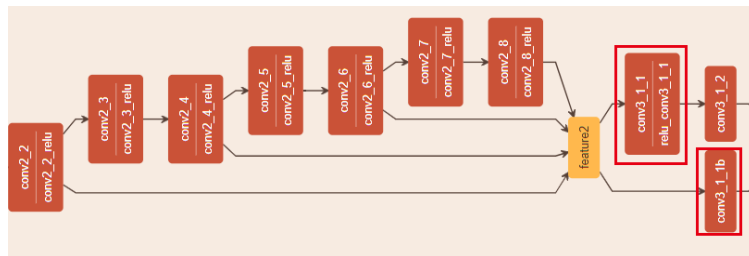 conv2_2
conv2_2_relu
conv2_3
conv2_3_relu
conv2_4
conv2_4_relu
conv2_5
conv2_5_relu
conv2_6
conv2_6_relu
conv2_7
conv2_7_relu
conv2_8
conv2_8_relu
feature2
conv3_1_1
relu_conv3_1_1
conv3_1_2
conv3_1_1b